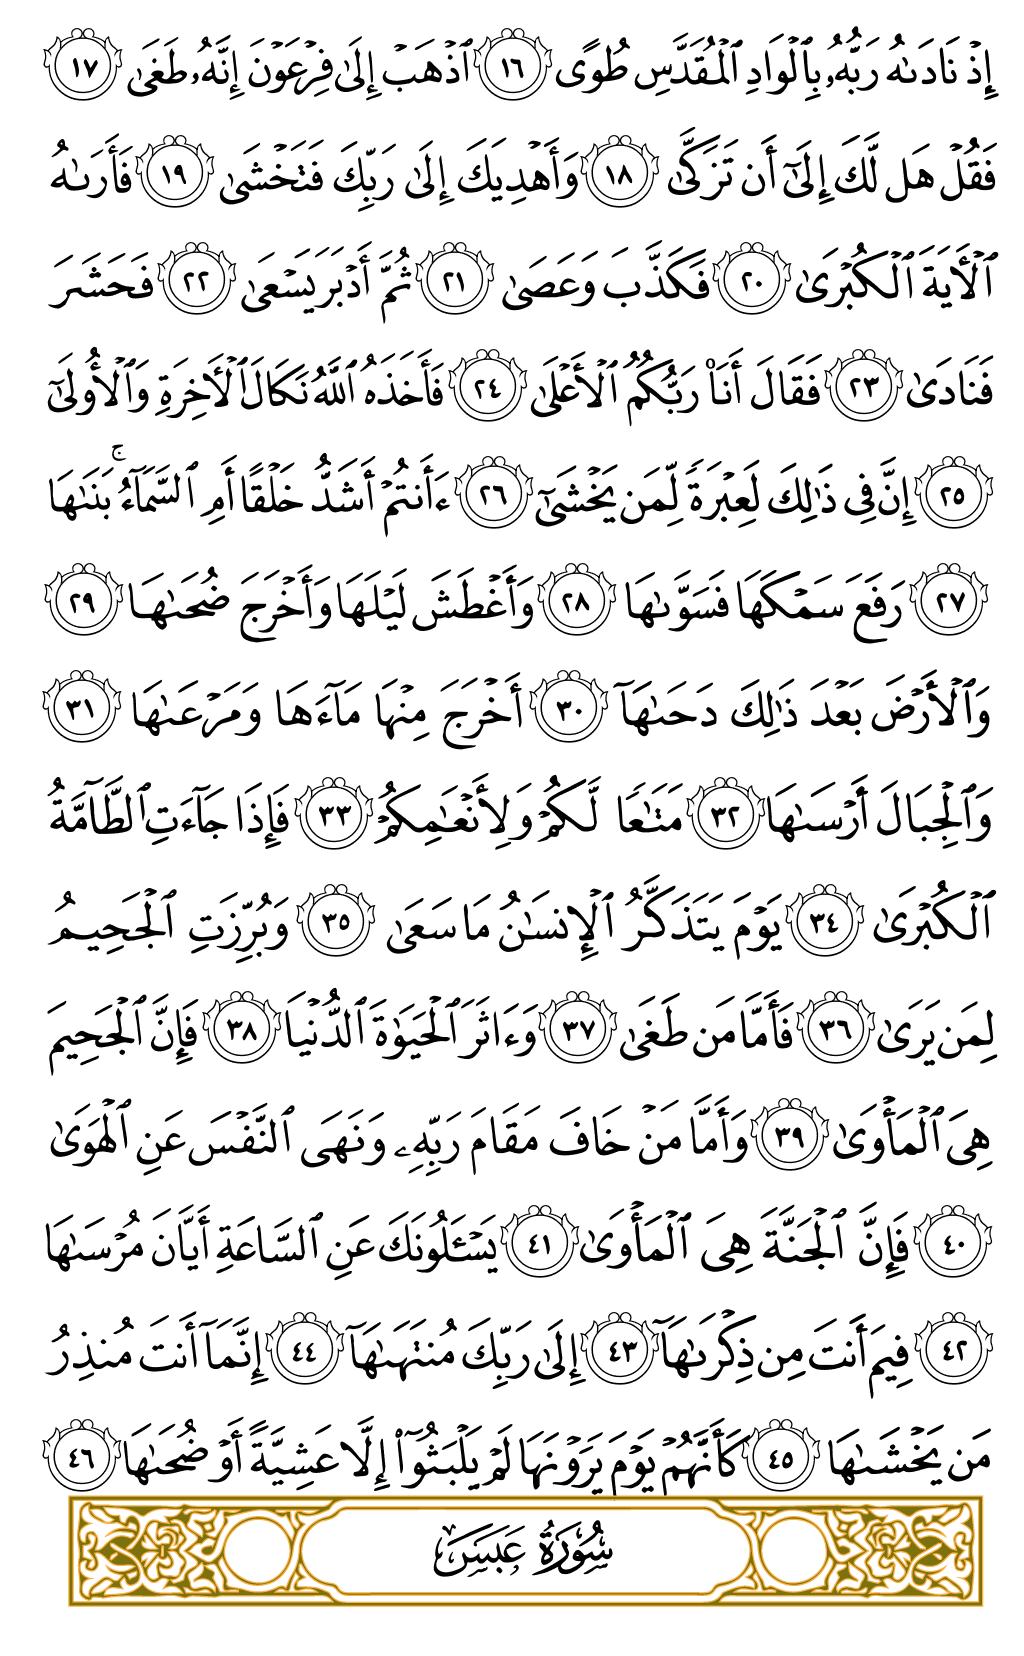 إِذۡ نَادَىٰهُ رَبُّهُۥ بِٱلۡوَادِ ٱلۡمُقَدَّسِ طُوًى ١٦ ٱذۡهَبۡ إِلَىٰ فِرۡعَوۡنَ إِنَّهُۥ طَغَىٰ ١٧
فَقُلۡ هَل لَّكَ إِلَىٰٓ أَن تَزَكَّىٰ ١٨ وَأَهۡدِيَكَ إِلَىٰ رَبِّكَ فَتَخۡشَىٰ ١٩ فَأَرَىٰهُ
ٱلۡأٓيَةَ ٱلۡكُبۡرَىٰ ٢٠ فَكَذَّبَ وَعَصَىٰ ٢١ ثُمَّ أَدۡبَرَ يَسۡعَىٰ ٢٢ فَحَشَرَ
فَنَادَىٰ ٢٣ فَقَالَ أَنَا۠ رَبُّكُمُ ٱلۡأَعۡلَىٰ ٢٤ فَأَخَذَهُ ٱللَّهُ نَكَالَ ٱلۡأٓخِرَةِ وَٱلۡأُولَىٰٓ
٢٥ إِنَّ فِي ذَٰلِكَ لَعِبۡرَةٗ لِّمَن يَخۡشَىٰٓ ٢٦ ءَأَنتُمۡ أَشَدُّ خَلۡقًا أَمِ ٱلسَّمَآءُۚ بَنَىٰهَا
٢٧ رَفَعَ سَمۡكَهَا فَسَوَّىٰهَا ٢٨ وَأَغۡطَشَ لَيۡلَهَا وَأَخۡرَجَ ضُحَىٰهَا ٢٩
وَٱلۡأَرۡضَ بَعۡدَ ذَٰلِكَ دَحَىٰهَآ ٣٠ أَخۡرَجَ مِنۡهَا مَآءَهَا وَمَرۡعَىٰهَا ٣١
وَٱلۡجِبَالَ أَرۡسَىٰهَا ٣٢ مَتَٰعٗا لَّكُمۡ وَلِأَنۡعَٰمِكُمۡ ٣٣ فَإِذَا جَآءَتِ ٱلطَّآمَّةُ
ٱلۡكُبۡرَىٰ ٣٤ يَوۡمَ يَتَذَكَّرُ ٱلۡإِنسَٰنُ مَا سَعَىٰ ٣٥ وَبُرِّزَتِ ٱلۡجَحِيمُ
لِمَن يَرَىٰ ٣٦ فَأَمَّا مَن طَغَىٰ ٣٧ وَءَاثَرَ ٱلۡحَيَوٰةَ ٱلدُّنۡيَا ٣٨ فَإِنَّ ٱلۡجَحِيمَ
هِيَ ٱلۡمَأۡوَىٰ ٣٩ وَأَمَّا مَنۡ خَافَ مَقَامَ رَبِّهِۦ وَنَهَى ٱلنَّفۡسَ عَنِ ٱلۡهَوَىٰ
٤٠ فَإِنَّ ٱلۡجَنَّةَ هِيَ ٱلۡمَأۡوَىٰ ٤١ يَسۡـَٔلُونَكَ عَنِ ٱلسَّاعَةِ أَيَّانَ مُرۡسَىٰهَا
٤٢ فِيمَ أَنتَ مِن ذِكۡرَىٰهَآ ٤٣ إِلَىٰ رَبِّكَ مُنتَهَىٰهَآ ٤٤ إِنَّمَآ أَنتَ مُنذِرُ
مَن يَخۡشَىٰهَا ٤٥ كَأَنَّهُمۡ يَوۡمَ يَرَوۡنَهَا لَمۡ يَلۡبَثُوٓاْ إِلَّا عَشِيَّةً أَوۡ ضُحَىٰهَا ٤٦
سُورَةُ عَبَسَ